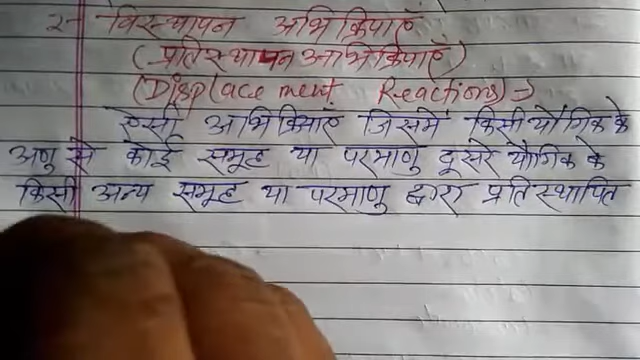 2- विस्थापन अभिक्रियाएँ
(प्रतिस्थापन अभिक्रियाएँ)
(Displacement Reactions) ⇒
ऐसी अभिक्रियाएँ जिसमें किसी यौगिक के
अणु से कोई समूह या परमाणु दूसरे यौगिक के
किसी अन्य समूह या परमाणु द्वारा प्रतिस्थापित